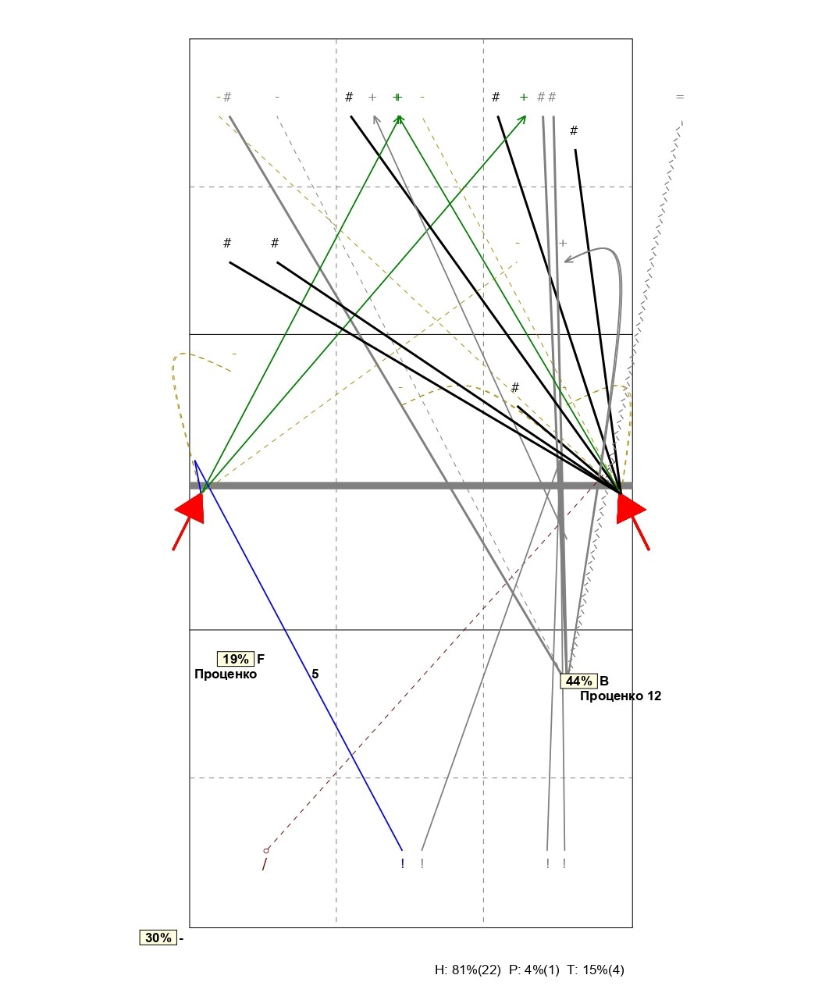 - # - # + + + - # + # # =
#
# # - +
-
- # -
19% F
Проценко 5
44% B
Проценко 12
/ ! ! ! !
30% -
H: 81%(22) P: 4%(1) T: 15%(4)